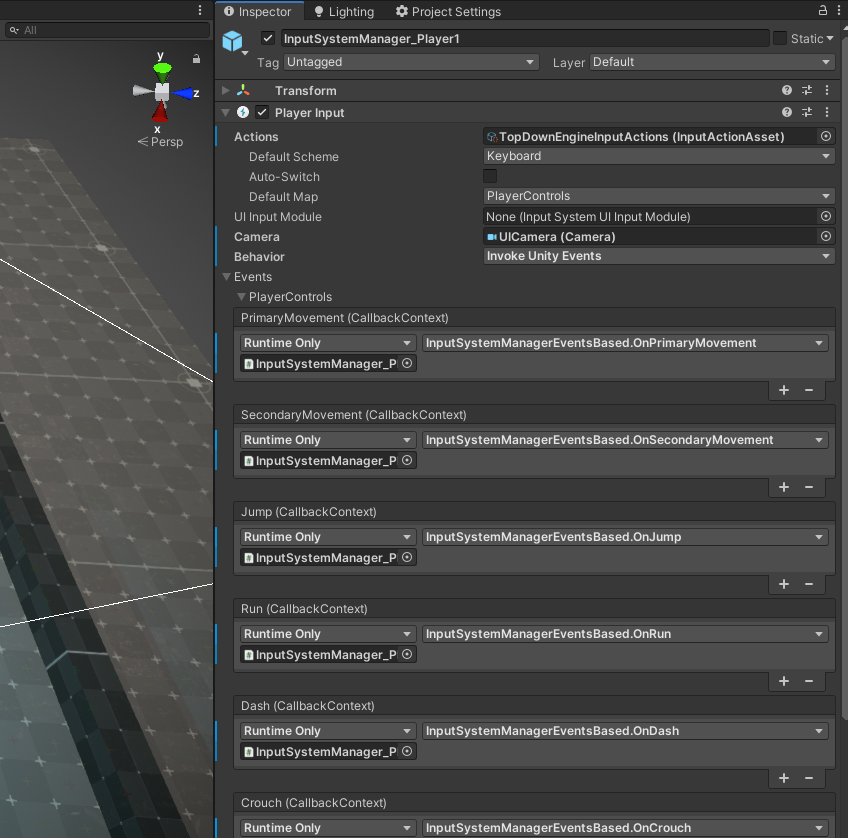 Inspector
Lighting
Project Settings
All
InputSystemManager_Player1
Static
Tag
Untagged
Layer
Default
y
z
x
Persp
Transform
Player Input
Actions
TopDownEngineInputActions (InputActionAsset)
Default Scheme
Keyboard
Auto-Switch
Default Map
PlayerControls
UI Input Module
None (Input System UI Input Module)
Camera
UICamera (Camera)
Behavior
Invoke Unity Events
Events
PlayerControls
PrimaryMovement (CallbackContext)
Runtime Only
InputSystemManagerEventsBased.OnPrimaryMovement
InputSystemManager_P
+ −
SecondaryMovement (CallbackContext)
Runtime Only
InputSystemManagerEventsBased.OnSecondaryMovement
InputSystemManager_P
+ −
Jump (CallbackContext)
Runtime Only
InputSystemManagerEventsBased.OnJump
InputSystemManager_P
+ −
Run (CallbackContext)
Runtime Only
InputSystemManagerEventsBased.OnRun
InputSystemManager_P
+ −
Dash (CallbackContext)
Runtime Only
InputSystemManagerEventsBased.OnDash
InputSystemManager_P
+ −
Crouch (CallbackContext)
Runtime Only
InputSystemManagerEventsBased.OnCrouch